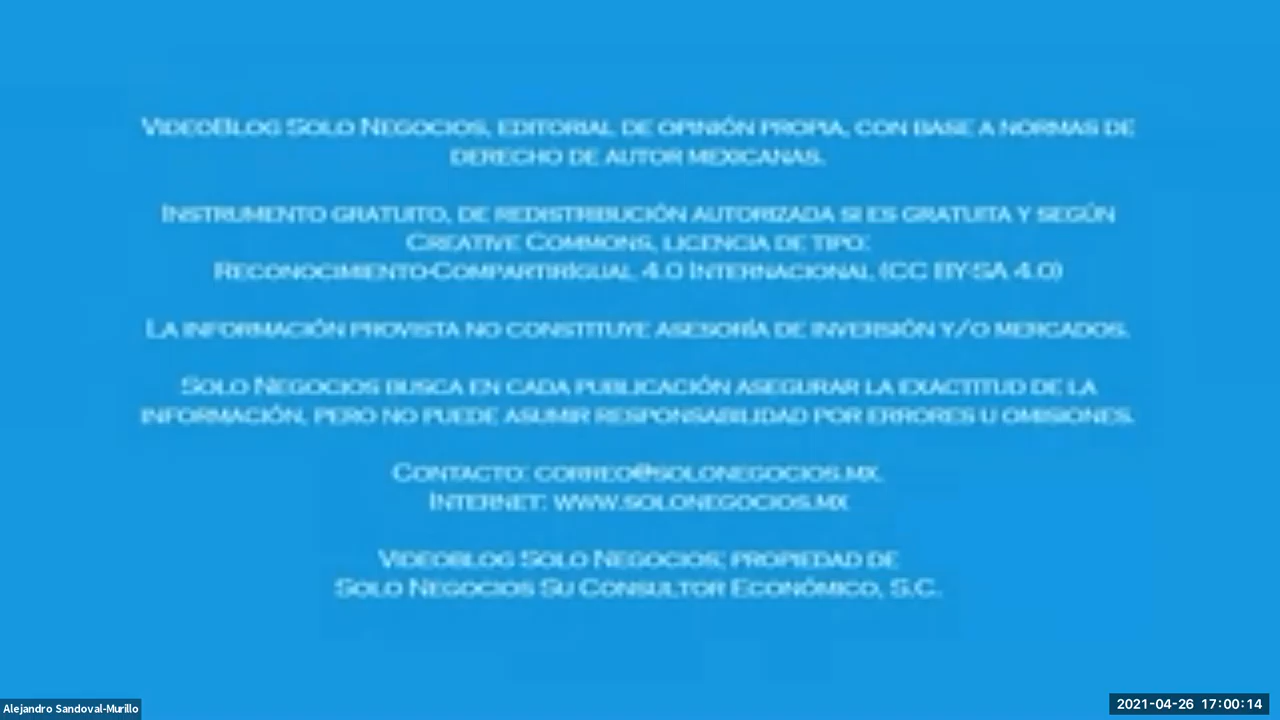 VideoBlog Solo Negocios, editorial de opinión propia, con base a normas de
derecho de autor mexicanas.
Instrumento gratuito, de redistribución autorizada si es gratuita y según
Creative Commons, licencia de tipo:
Reconocimiento-CompartirIgual 4.0 Internacional (CC BY-SA 4.0)
La información provista no constituye asesoría de inversión y/o mercados.
Solo Negocios busca en cada publicación asegurar la exactitud de la
información, pero no puede asumir responsabilidad por errores u omisiones.
Contacto: correo@solonegocios.mx.
Internet: www.solonegocios.mx
Videoblog Solo Negocios; propiedad de
Solo Negocios Su Consultor Económico, S.C.
Alejandro Sandoval-Murillo
2021-04-26 17:00:14